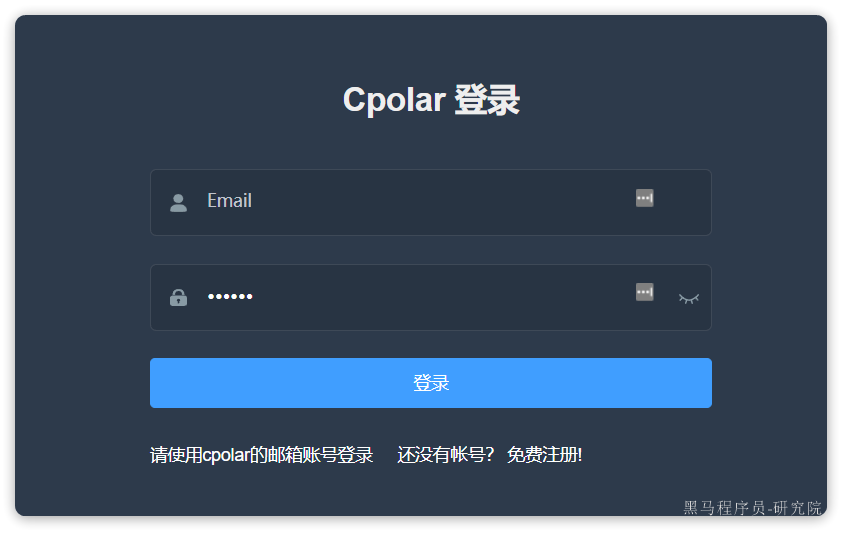 Cpolar 登录
Email
••••••
登录
请使用cpolar的邮箱账号登录 还没有帐号? 免费注册!
黑马程序员-研究院